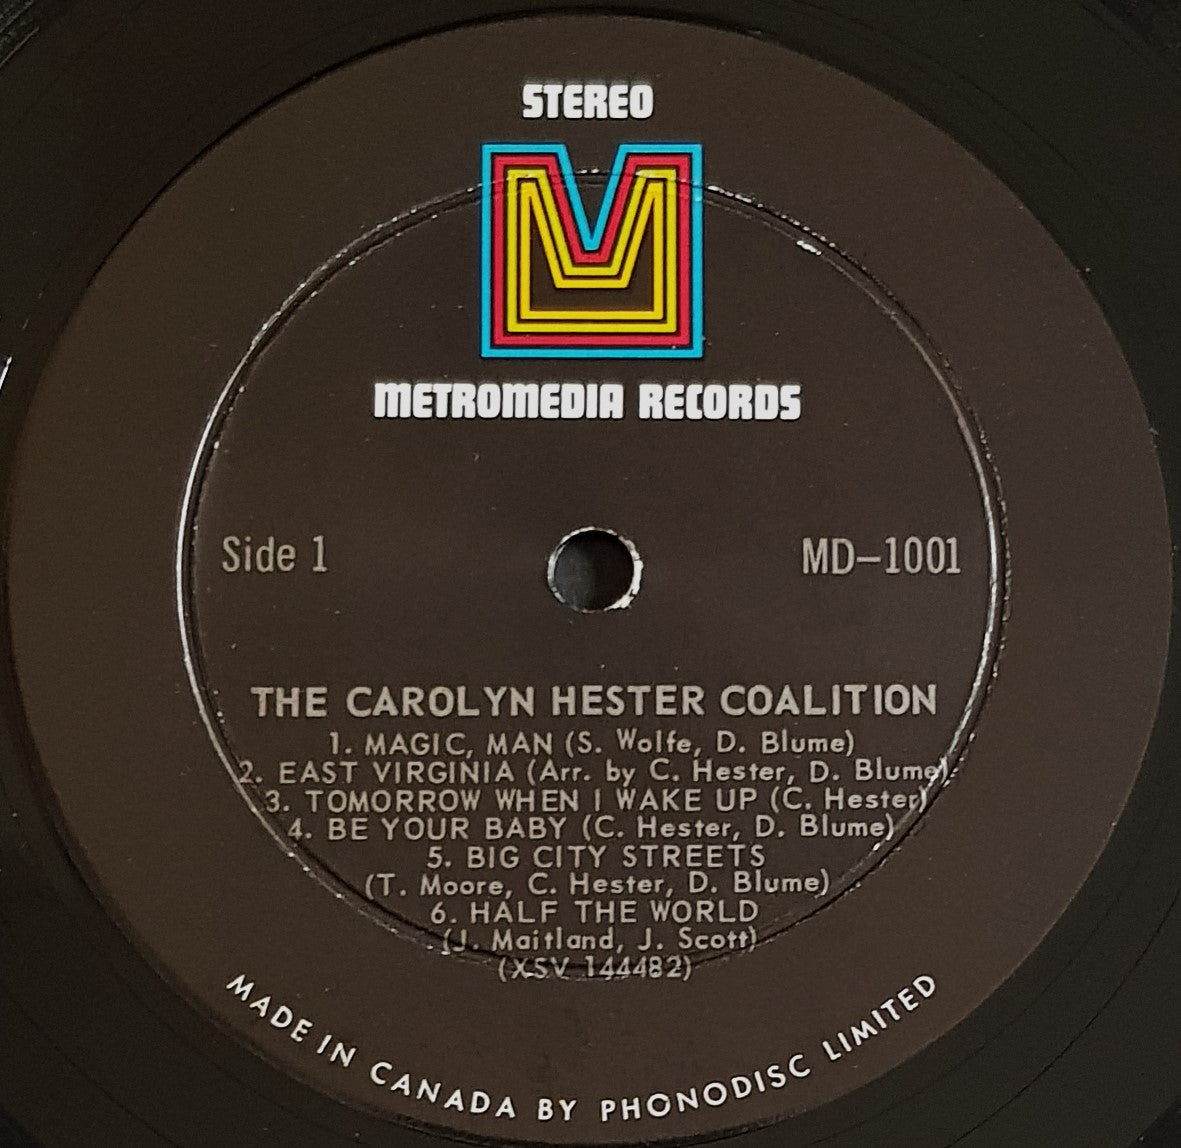 STEREO
METROMEDIA RECORDS
Side 1
MD-1001
THE CAROLYN HESTER COALITION
1. MAGIC, MAN (S. Wolfe, D. Blume)
2. EAST VIRGINIA (Arr. by C. Hester, D. Blume)
3. TOMORROW WHEN I WAKE UP (C. Hester)
4. BE YOUR BABY (C. Hester, D. Blume)
5. BIG CITY STREETS
(T. Moore, C. Hester, D. Blume)
6. HALF THE WORLD
(J. Maitland, J. Scott)
(XSV 144482)
MADE IN CANADA BY PHONODISC LIMITED